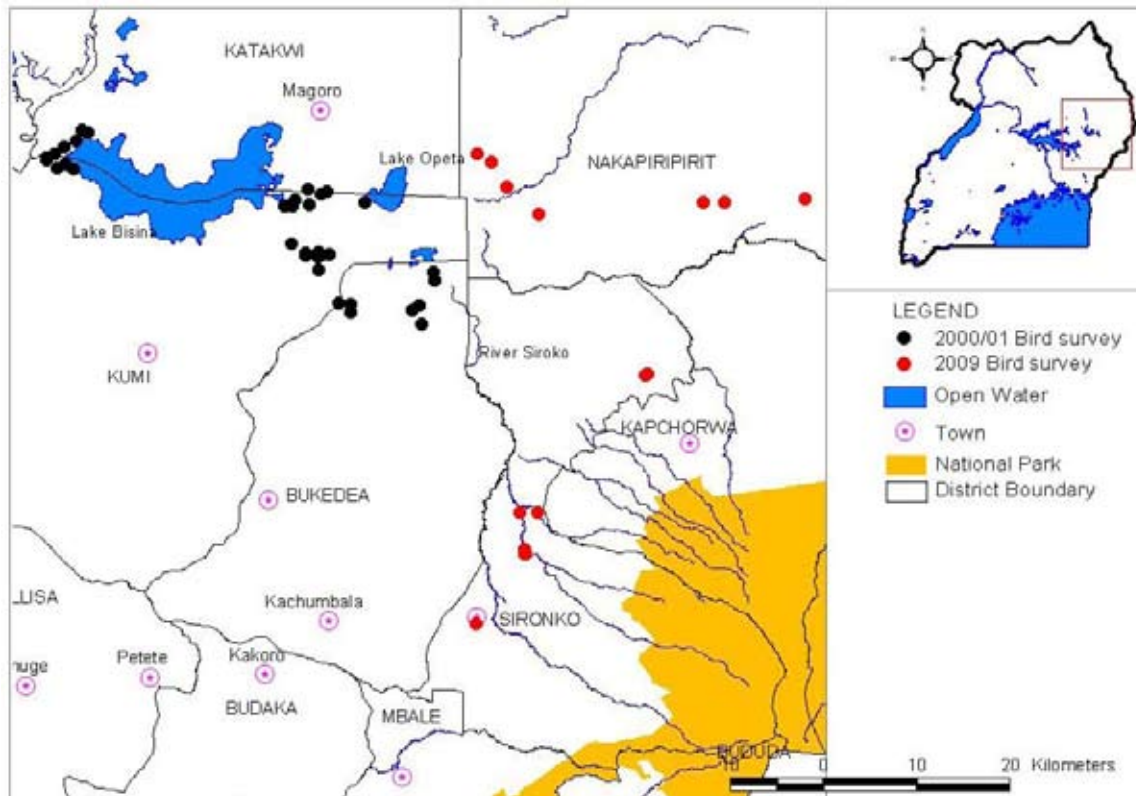 KATAKWI
Magoro
Lake Opeta
NAKAPIRIPIRIT
Lake Bisina
River Siroko
KUMI
KAPCHORWA
BUKEDEA
LLISA
Kachumbala
SIRONKO
Petete
Kakoro
nuge
BUDAKA
MBALE
BUDUDA
LEGEND
2000/01 Bird survey
2009 Bird survey
Open Water
Town
National Park
District Boundary
10 0 10 20 Kilometers